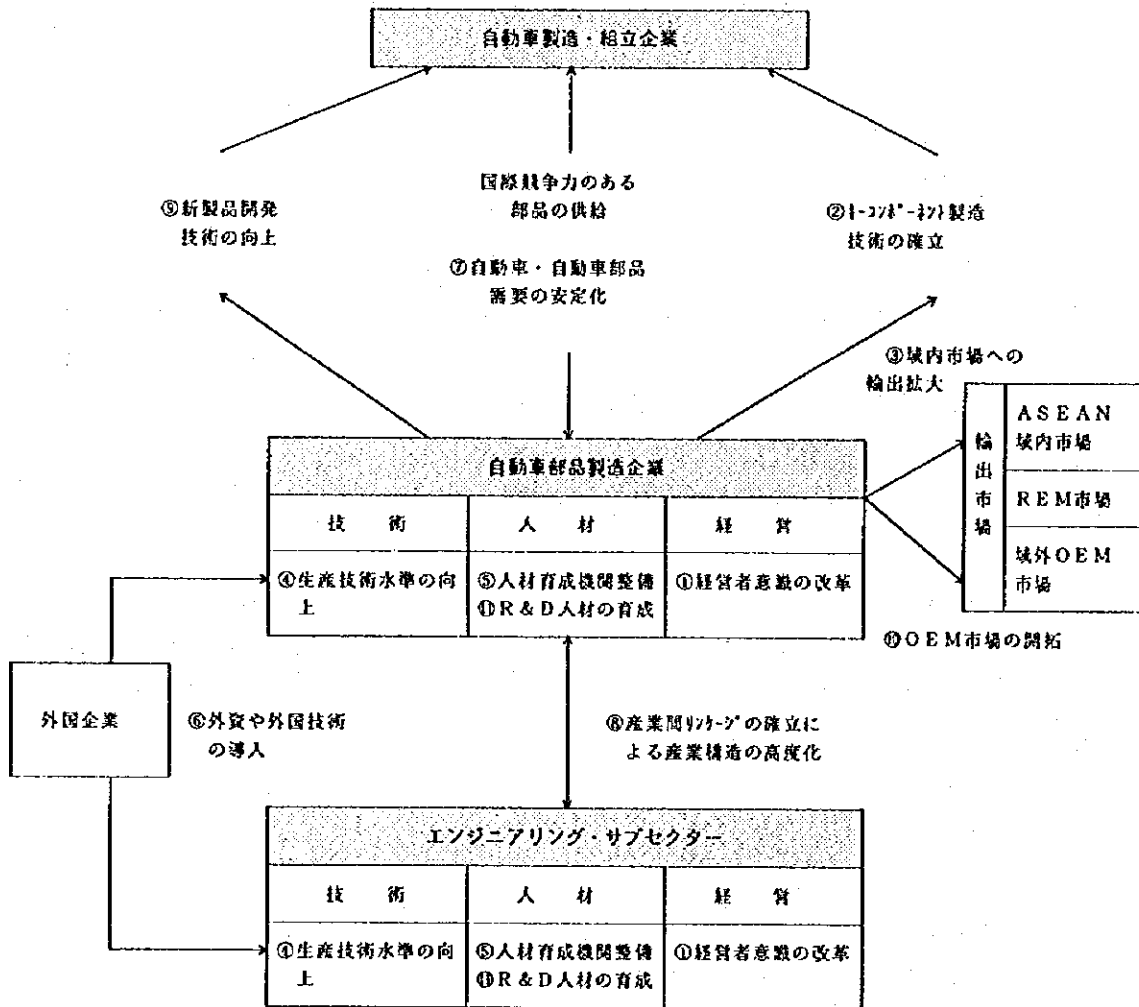 自動車製造・組立企業
国際競争力のある
部品の供給
⑨新製品開発
技術の向上
②ｷｰｺﾝﾎﾟｰﾈﾝﾄ製造
技術の確立
⑦自動車・自動車部品
需要の安定化
③域内市場への
輸出拡大
輸出市場
ＡＳＥＡＮ
域内市場
ＲＥＭ市場
域外ＯＥＭ
市場
自動車部品製造企業
技　術
人　材
経　営
④生産技術水準の向
上
⑤人材育成機関整備
⑪Ｒ＆Ｄ人材の育成
①経営者意識の改革
⑩ＯＥＭ市場の開拓
外国企業
⑥外資や外国技術
の導入
⑧産業間ﾘﾝｹｰｼﾞの確立に
よる産業構造の高度化
エンジニアリング・サブセクター
技　術
人　材
経　営
④生産技術水準の向
上
⑤人材育成機関整備
⑪Ｒ＆Ｄ人材の育成
①経営者意識の改革